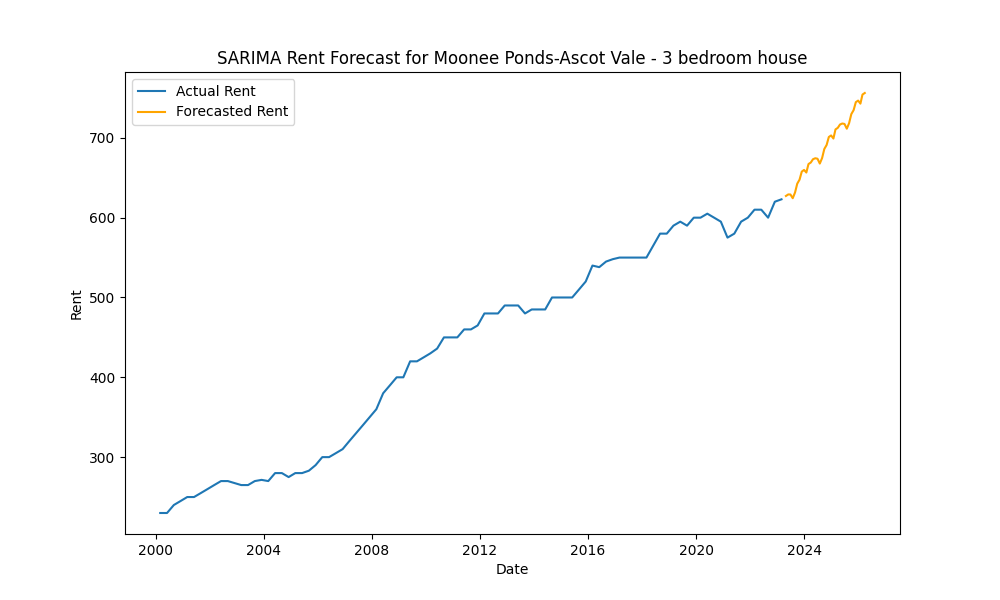 SARIMA Rent Forecast for Moonee Ponds-Ascot Vale - 3 bedroom house
Actual Rent
Forecasted Rent
700
600
500
400
300
Rent
2000 2004 2008 2012 2016 2020 2024
Date